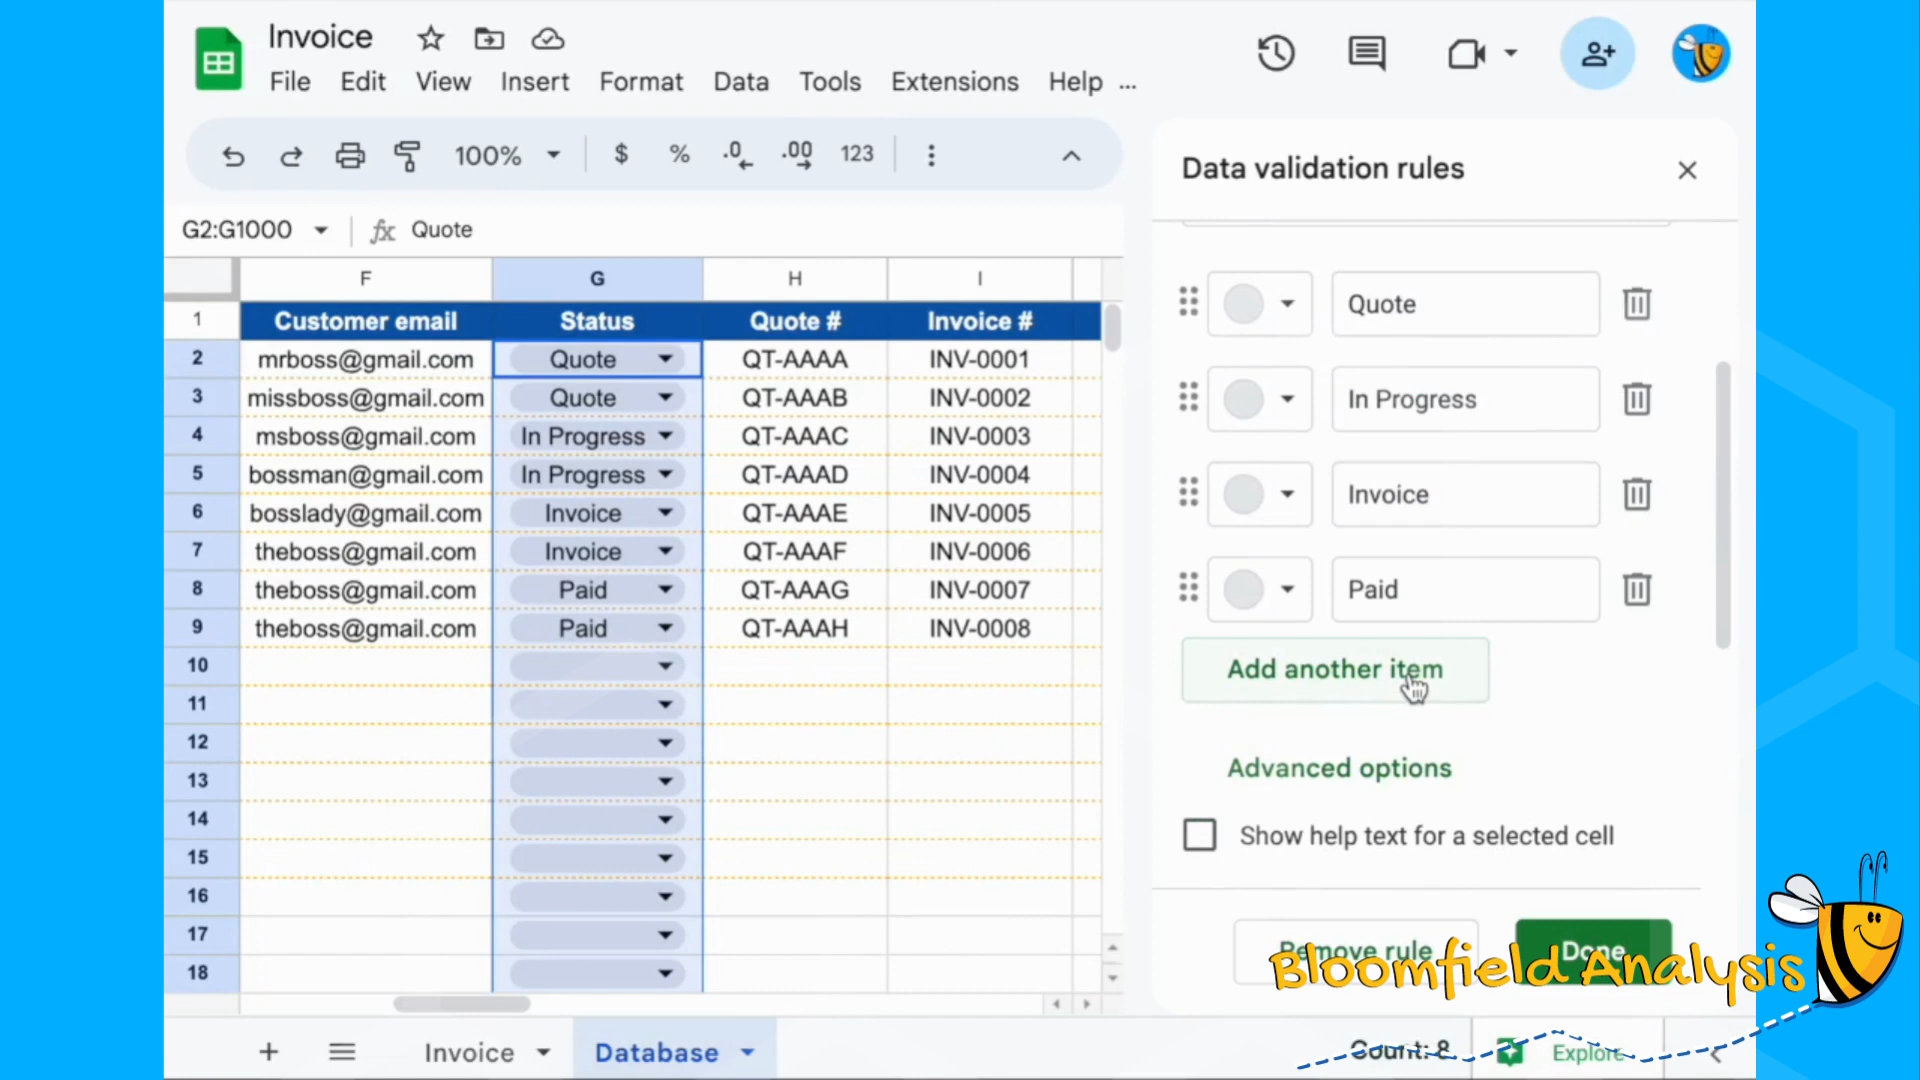 Invoice
File Edit View Insert Format Data Tools Extensions Help ...
100% $ % .0 .00 123
G2:G1000 fx Quote
F G H I
1 Customer email Status Quote # Invoice #
2 mrboss@gmail.com Quote QT-AAAA INV-0001
3 missboss@gmail.com Quote QT-AAAB INV-0002
4 msboss@gmail.com In Progress QT-AAAC INV-0003
5 bossman@gmail.com In Progress QT-AAAD INV-0004
6 bosslady@gmail.com Invoice QT-AAAE INV-0005
7 theboss@gmail.com Invoice QT-AAAF INV-0006
8 theboss@gmail.com Paid QT-AAAG INV-0007
9 theboss@gmail.com Paid QT-AAAH INV-0008
10
11
12
13
14
15
16
17
18
Invoice Database Count: 8 Explore
Data validation rules
Quote
In Progress
Invoice
Paid
Add another item
Advanced options
Show help text for a selected cell
Remove rule Done
Bloomfield Analysis